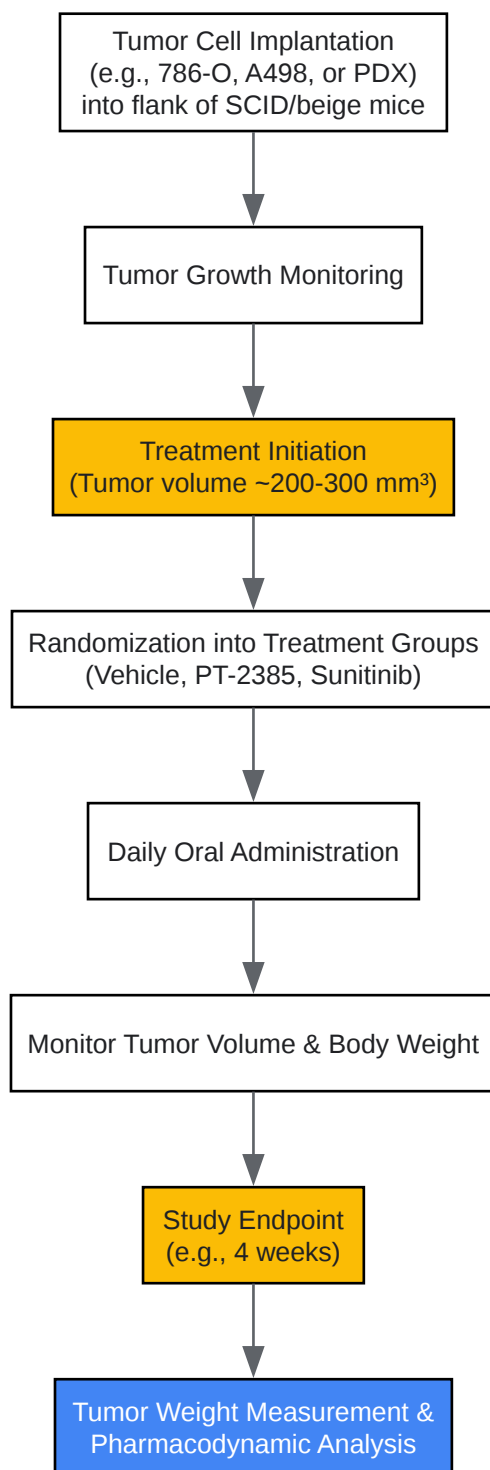 Tumor Cell Implantation
(e.g., 786-O, A498, or PDX)
into flank of SCID/beige mice
Tumor Growth Monitoring
Treatment Initiation
(Tumor volume ~200-300 mm³)
Randomization into Treatment Groups
(Vehicle, PT-2385, Sunitinib)
Daily Oral Administration
Monitor Tumor Volume & Body Weight
Study Endpoint
(e.g., 4 weeks)
Tumor Weight Measurement &
Pharmacodynamic Analysis